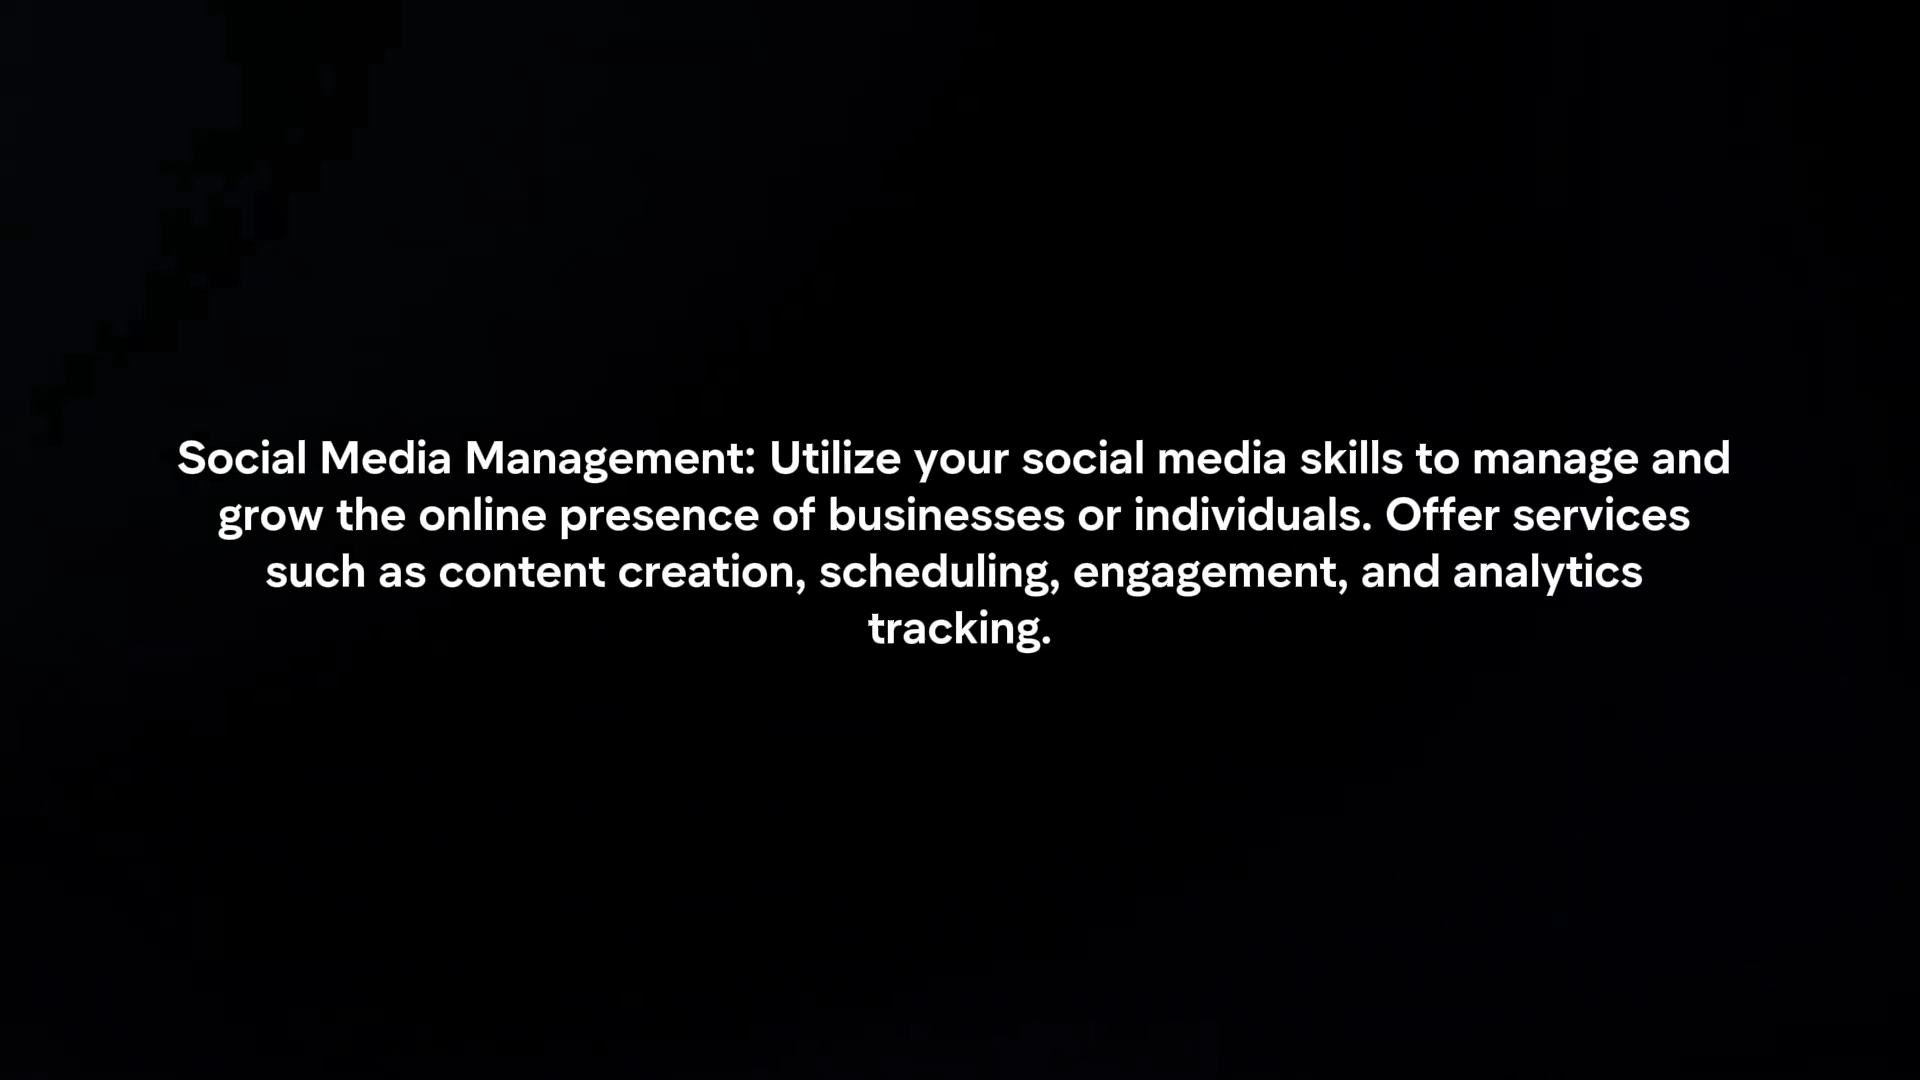 Social Media Management: Utilize your social media skills to manage and
grow the online presence of businesses or individuals. Offer services
such as content creation, scheduling, engagement, and analytics
tracking.